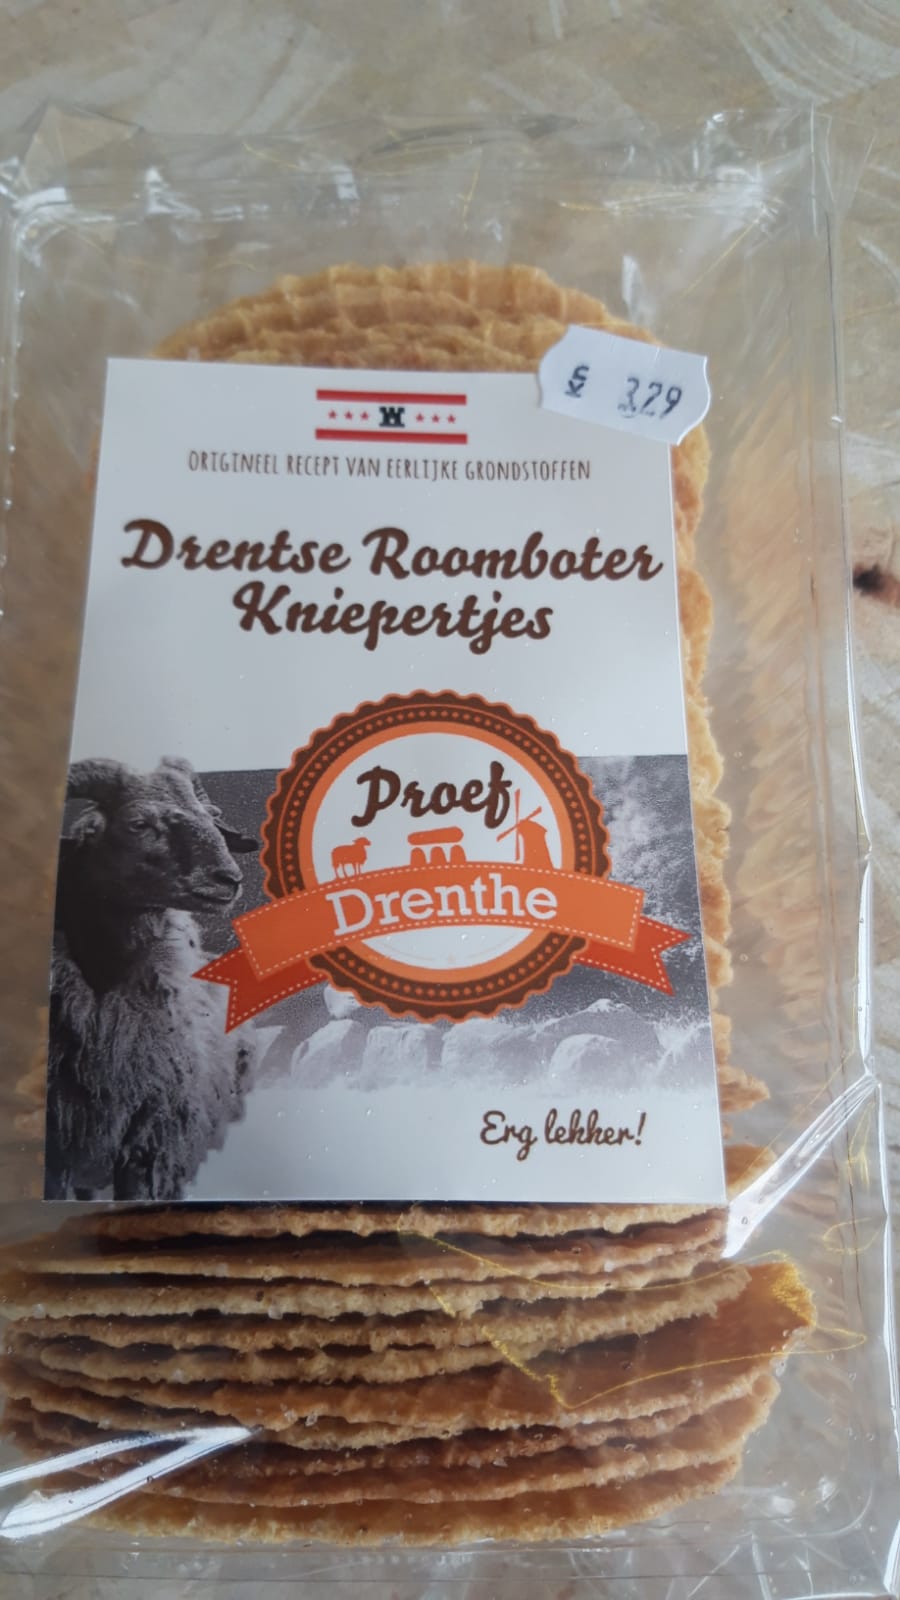 3.29
ORIGINEEL RECEPT VAN EERLIJKE GRONDSTOFFEN
Drentse Roomboter
Kniepertjes
Proef
Drenthe
Erg lekker!